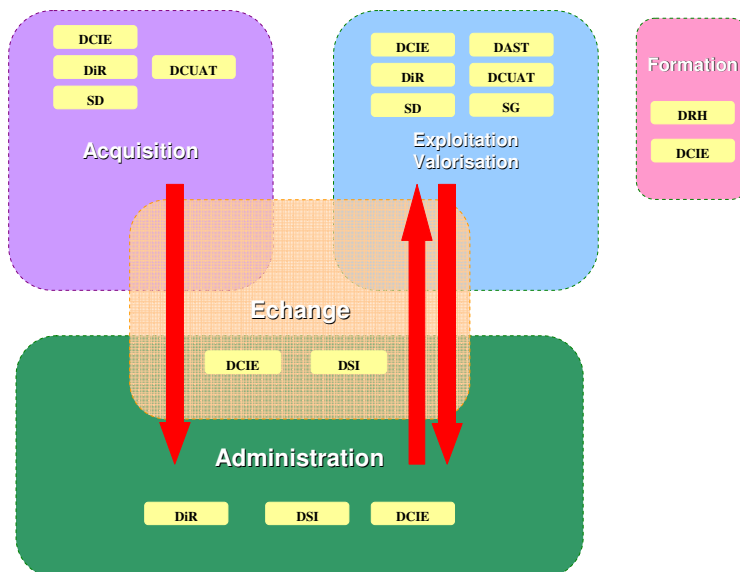 DCIE
DiR
DCUAT
SD
Acquisition
DCIE
DAST
DiR
DCUAT
SD
SG
Exploitation
Valorisation
Formation
DRH
DCIE
Echange
DCIE
DSI
Administration
DiR
DSI
DCIE